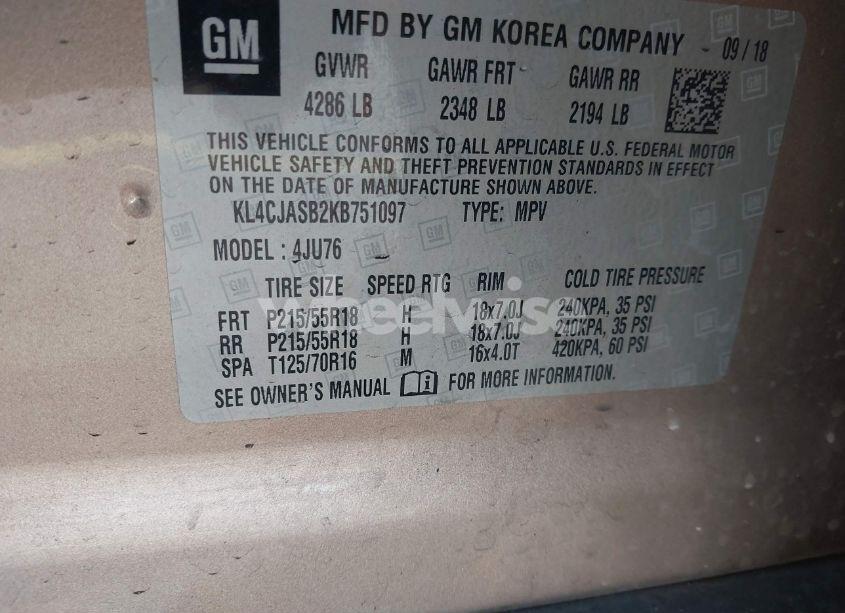 GM
MFD BY GM KOREA COMPANY - 09 / 18
GVWR GAWR FRT GAWR RR
4286 LB 2348 LB 2194 LB
THIS VEHICLE CONFORMS TO ALL APPLICABLE U.S. FEDERAL MOTOR
VEHICLE SAFETY AND THEFT PREVENTION STANDARDS IN EFFECT
ON THE DATE OF MANUFACTURE SHOWN ABOVE.
KL4CJASB2KB751097 TYPE: MPV
MODEL : 4JU76
TIRE SIZE SPEED RTG RIM COLD TIRE PRESSURE
FRT P215/55R18 H 18x7.0J 240KPA, 35 PSI
RR P215/55R18 H 18x7.0J 240KPA, 35 PSI
SPA T125/70R16 M 16x4.0T 420KPA, 60 PSI
SEE OWNER'S MANUAL FOR MORE INFORMATION.